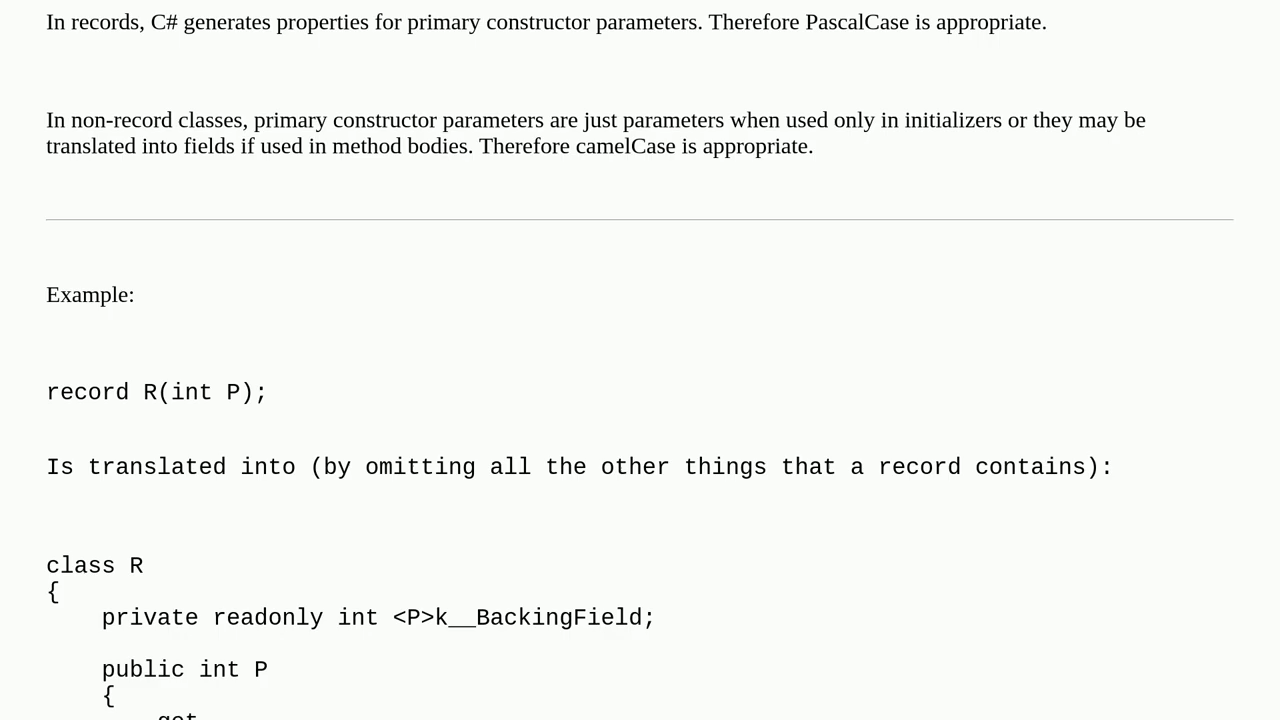 In records, C# generates properties for primary constructor parameters. Therefore PascalCase is appropriate.
In non-record classes, primary constructor parameters are just parameters when used only in initializers or they may be
translated into fields if used in method bodies. Therefore camelCase is appropriate.
Example:
record R(int P);
Is translated into (by omitting all the other things that a record contains):
class R
{
    private readonly int <P>k__BackingField;
    public int P
    {
        get